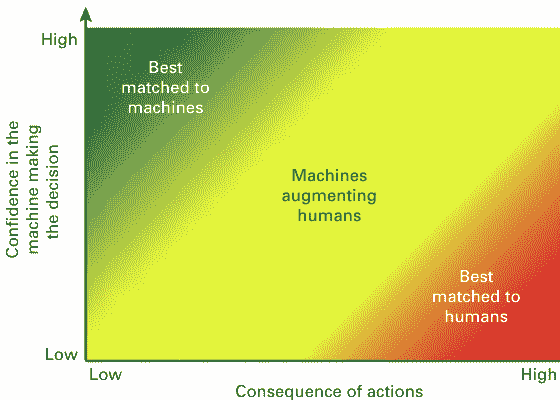 High
Best
matched to
machines
Confidence in the
machine making
the decision
Machines
augmenting
humans
Best
matched to
humans
Low
Low
High
Consequence of actions